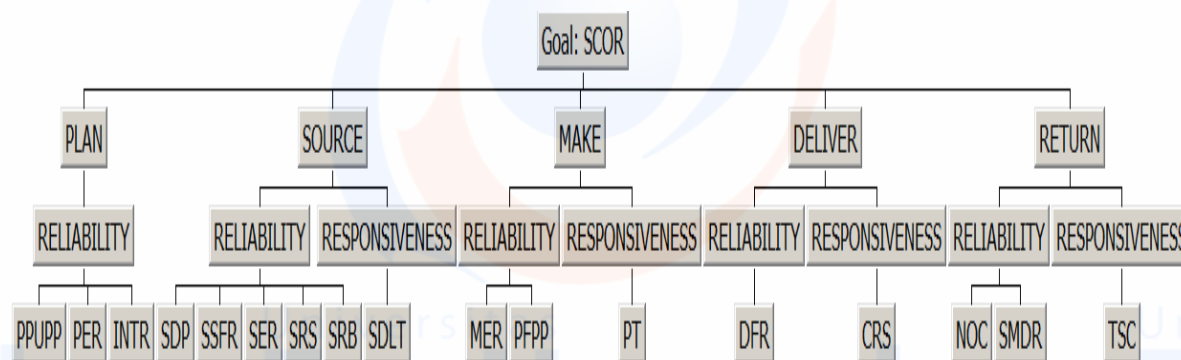 Goal: SCOR
PLAN SOURCE MAKE DELIVER RETURN
RELIABILITY RELIABILITY RESPONSIVENESS RELIABILITY RESPONSIVENESS RELIABILITY RESPONSIVENESS RELIABILITY RESPONSIVENESS
PPUPP PER INTR SDP SSFR SER SRS SRB SDLT MER PFPP PT DFR CRS NOC SMDR TSC